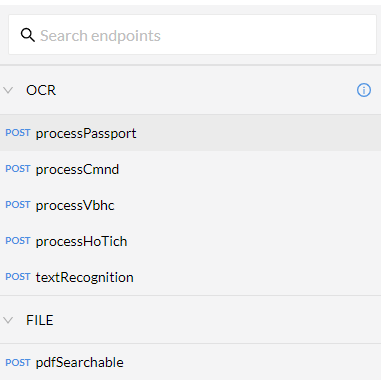 Search endpoints
OCR
POST processPassport
POST processCmnd
POST processVbhc
POST processHoTich
POST textRecognition
FILE
POST pdfSearchable